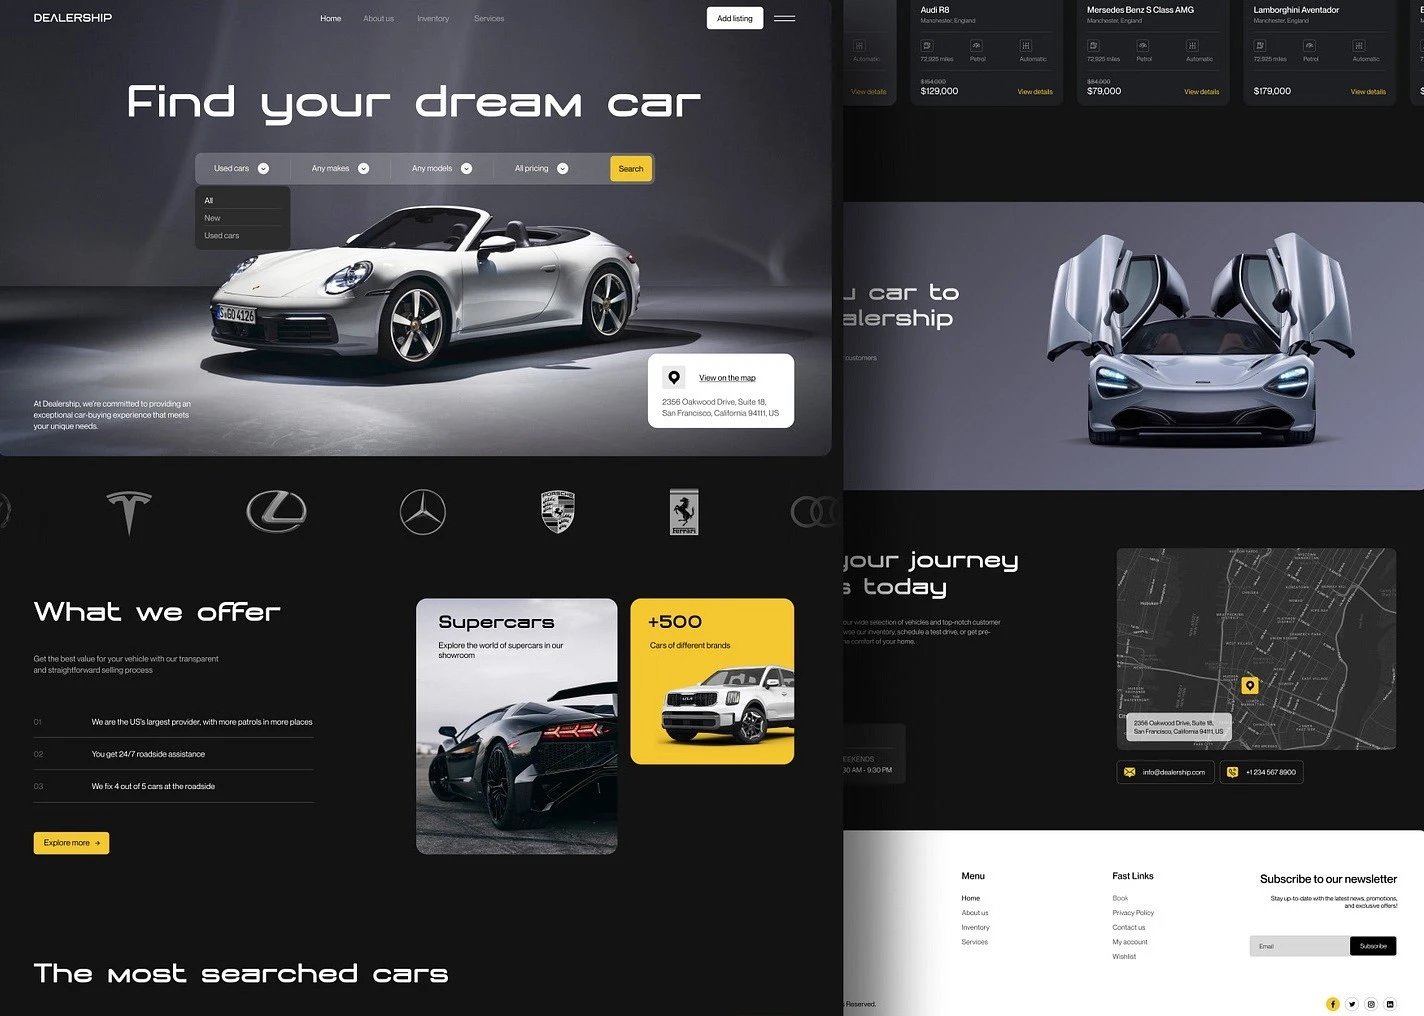 DEALERSHIP
Home
About us
Inventory
Services
Add listing
Find your dream car
Used cars
Any makes
Any models
All pricing
Search
All
New
Used cars
S GO 4126
At Dealership, we're committed to providing an
exceptional car-buying experience that meets
your unique needs.
View on the map
2356 Oakwood Drive, Suite 18,
San Francisco, California 94111, US
PORSCHE
Ferrari
What we offer
Get the best value for your vehicle with our transparent
and straightforward selling process
01 We are the US's largest provider, with more patrols in more places
02 You get 24/7 roadside assistance
03 We fix 4 out of 5 cars at the roadside
Explore more
Supercars
Explore the world of supercars in our
showroom
+500
Cars of different brands
The most searched cars
Automatic
View details
Audi R8
Manchester, England
72,925 miles
Petrol
Automatic
$154,000
$129,000
View details
Mersedes Benz S Class AMG
Manchester, England
72,925 miles
Petrol
Automatic
$84,000
$79,000
View details
Lamborghini Aventador
Manchester, England
72,925 miles
Petrol
Automatic
$179,000
View details
u car to
alership
customers
your journey
s today
our wide selection of vehicles and top-notch customer
wse our inventory, schedule a test drive, or get pre-
he comfort of your home.
EEKENDS
30 AM - 9:30 PM
Hoboken
CHELSEA
WEST VILLAGE
EAST VILLAGE
2356 Oakwood Drive, Suite 18,
San Francisco, California 94111, US
info@dealership.com
+1 234 567 8900
Menu
Home
About us
Inventory
Services
Fast Links
Book
Privacy Policy
Contact us
My account
Wishlist
Subscribe to our newsletter
Stay up-to-date with the latest news, promotions,
and exclusive offers!
Email
Subscribe
s Reserved.